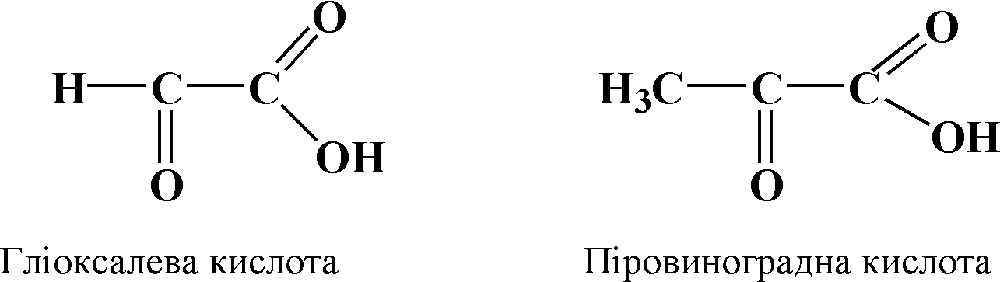 O O
H C C H₃C C C
OH OH
O O
Гліоксалева кислота Піровиноградна кислота